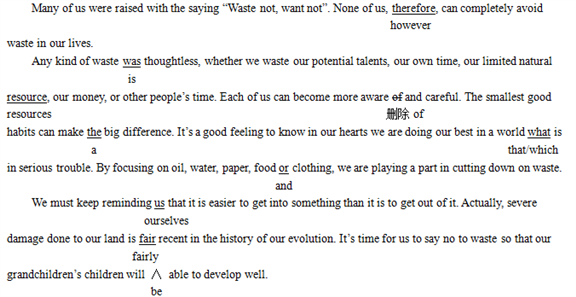 Many of us were raised with the saying “Waste not, want not”. None of us, therefore, can completely avoid
however
waste in our lives.
Any kind of waste was thoughtless, whether we waste our potential talents, our own time, our limited natural
is
resource, our money, or other people’s time. Each of us can become more aware of and careful. The smallest good
resources 删除 of
habits can make the big difference. It’s a good feeling to know in our hearts we are doing our best in a world what is
a that/which
in serious trouble. By focusing on oil, water, paper, food or clothing, we are playing a part in cutting down on waste.
and
We must keep reminding us that it is easier to get into something than it is to get out of it. Actually, severe
ourselves
damage done to our land is fair recent in the history of our evolution. It’s time for us to say no to waste so that our
fairly
grandchildren’s children will ∧ able to develop well.
be